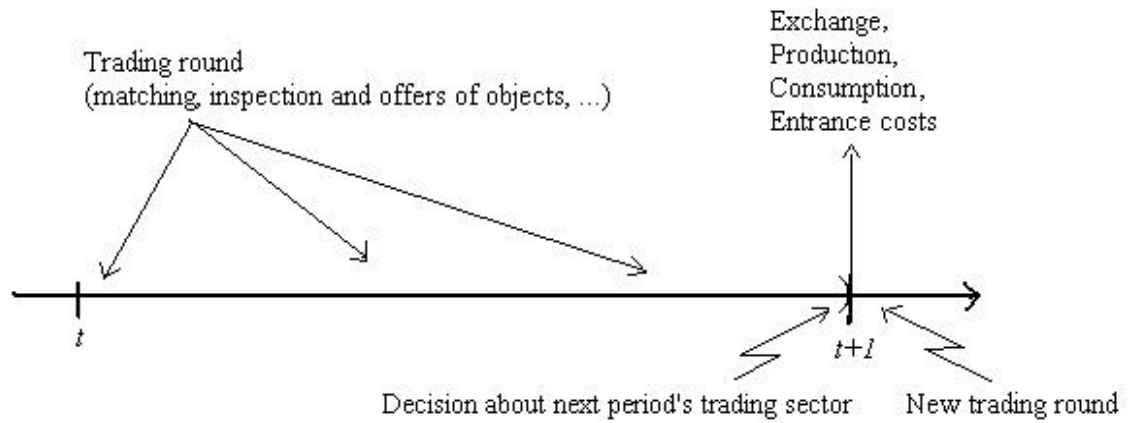 Exchange,
Production,
Consumption,
Entrance costs
Trading round
(matching, inspection and offers of objects, ...)
t
t+1
Decision about next period's trading sector
New trading round